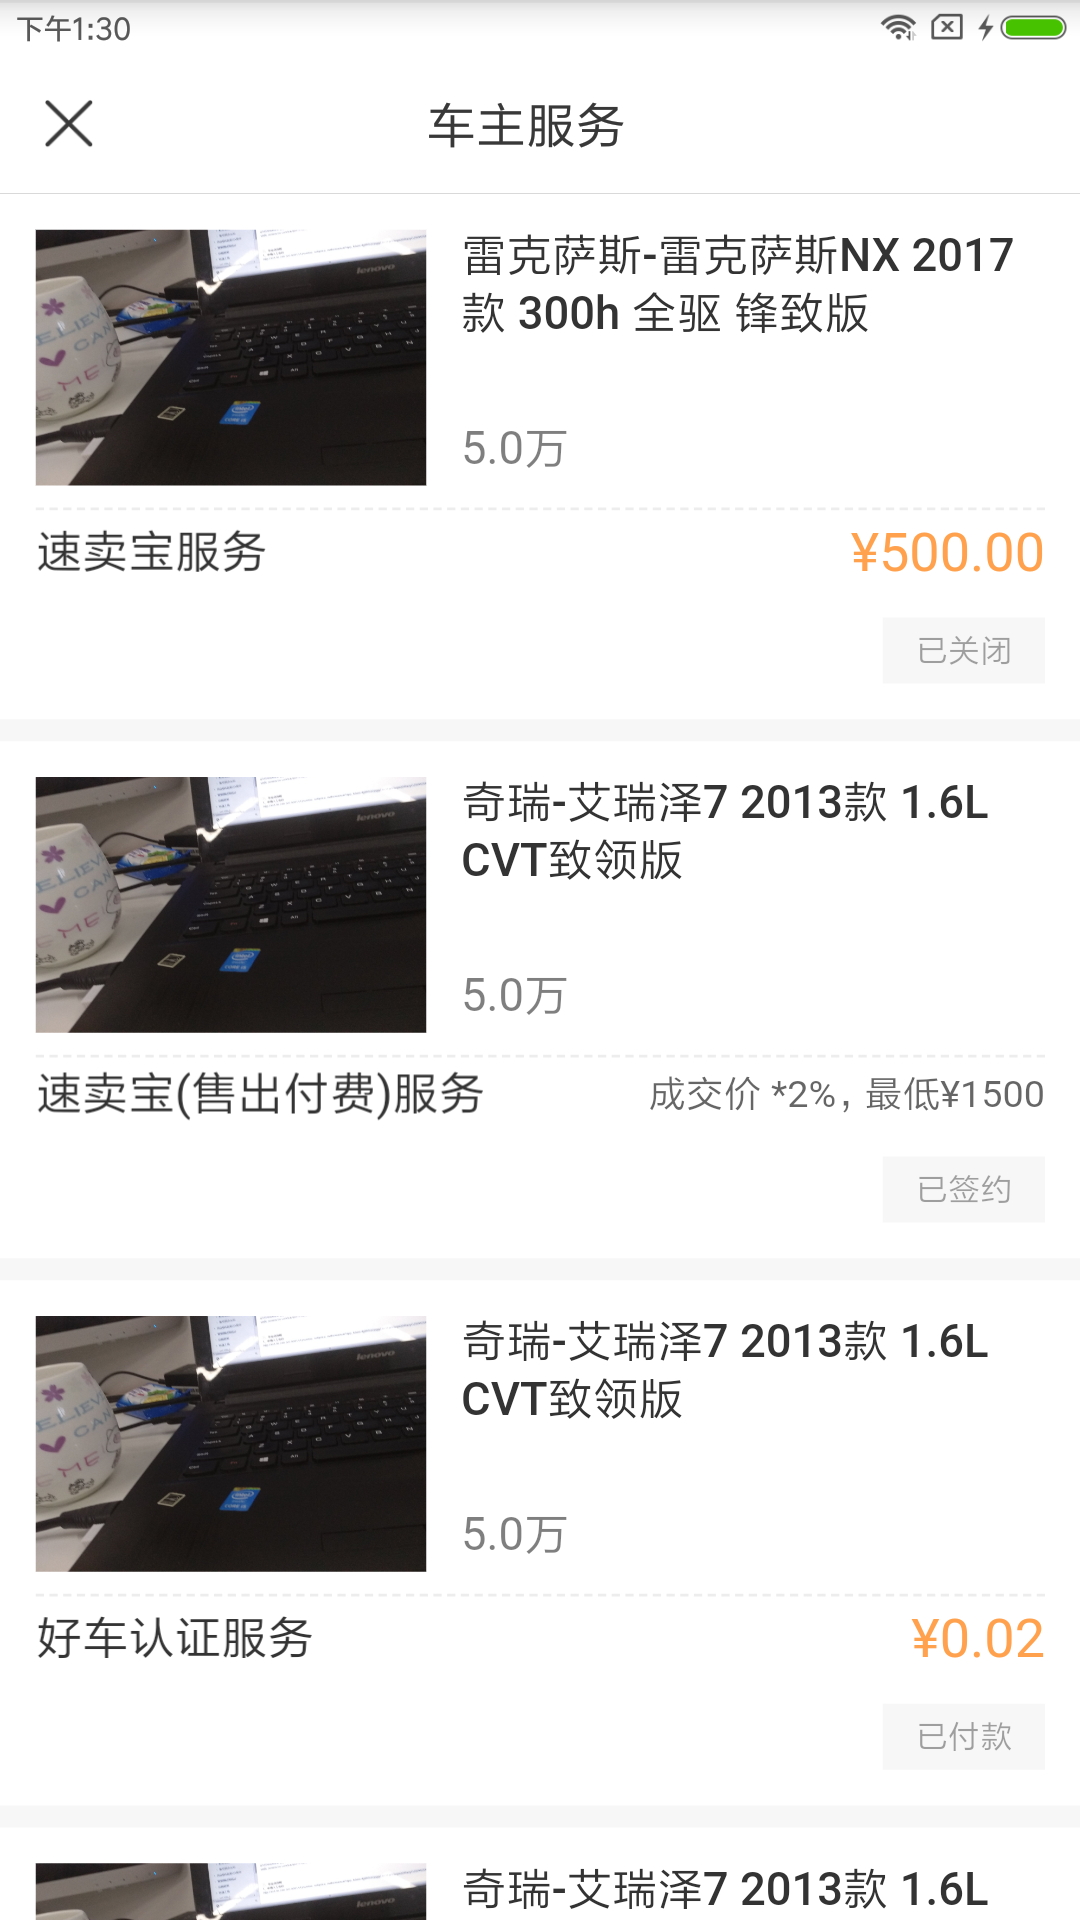 下午1:30
车主服务
雷克萨斯-雷克萨斯NX 2017
款 300h 全驱 锋致版
5.0万
速卖宝服务
¥500.00
已关闭
奇瑞-艾瑞泽7 2013款 1.6L
CVT致领版
5.0万
速卖宝(售出付费)服务
成交价 *2%, 最低¥1500
已签约
奇瑞-艾瑞泽7 2013款 1.6L
CVT致领版
5.0万
好车认证服务
¥0.02
已付款
奇瑞-艾瑞泽7 2013款 1.6L